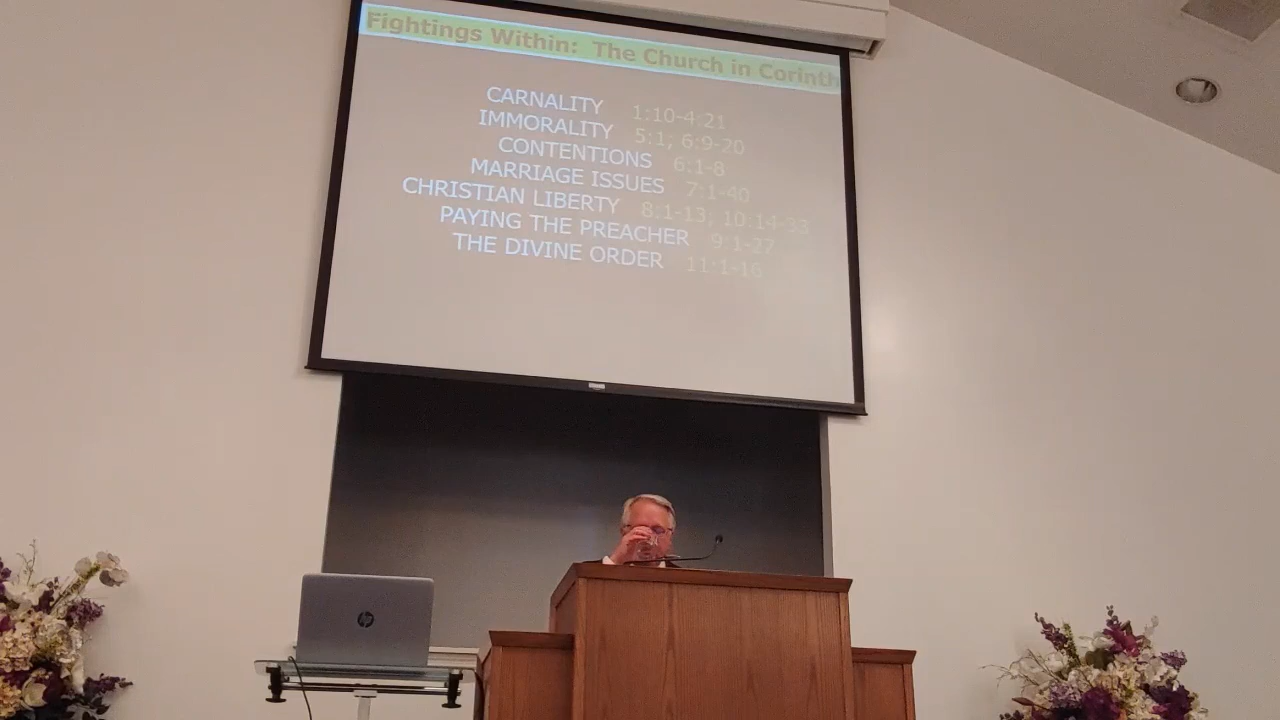 Fightings Within: The Church in Corinth
CARNALITY 1:10-4:21
IMMORALITY 5:1; 6:9-20
CONTENTIONS 6:1-8
MARRIAGE ISSUES 7:1-40
CHRISTIAN LIBERTY 8:1-13; 10:14-33
PAYING THE PREACHER 9:1-27
THE DIVINE ORDER 11:1-16
hp